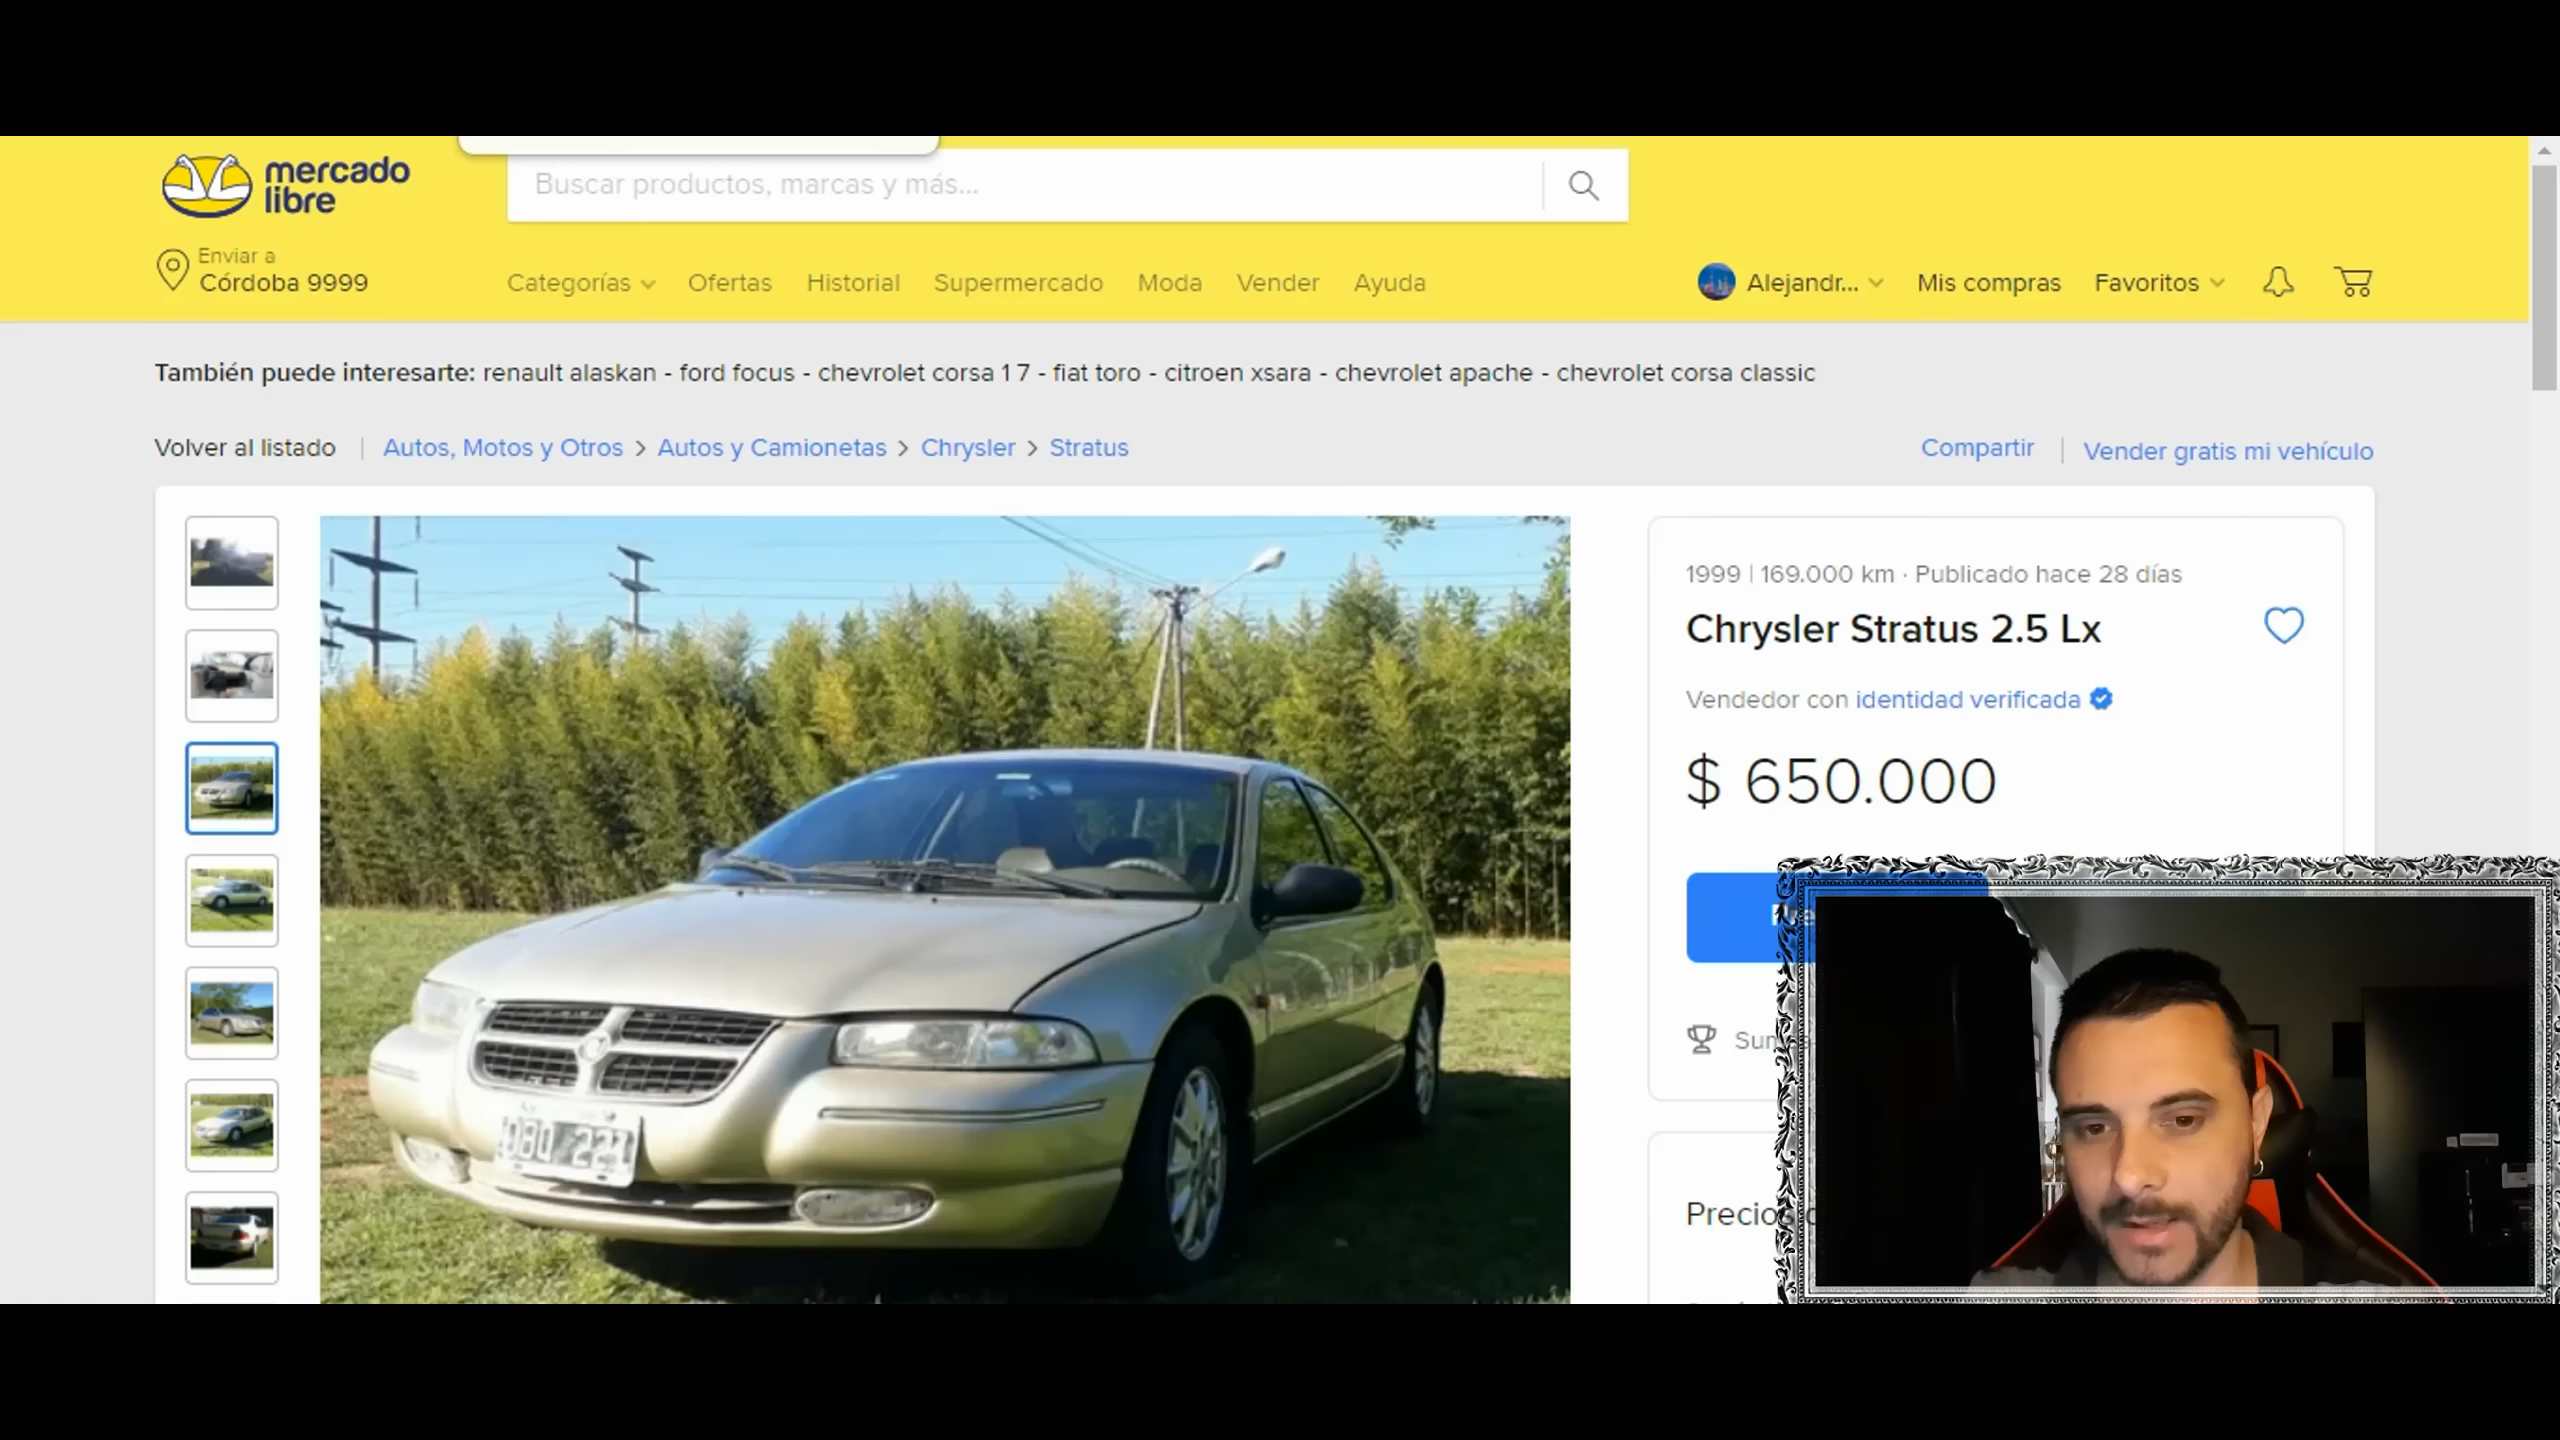 mercado
libre
Buscar productos, marcas y más...
Enviar a
Córdoba 9999
Categorías Ofertas Historial Supermercado Moda Vender Ayuda
Alejandr... Mis compras Favoritos
También puede interesarte: renault alaskan - ford focus - chevrolet corsa 1 7 - fiat toro - citroen xsara - chevrolet apache - chevrolet corsa classic
Volver al listado | Autos, Motos y Otros > Autos y Camionetas > Chrysler > Stratus
Compartir | Vender gratis mi vehículo
1999 | 169.000 km · Publicado hace 28 días
Chrysler Stratus 2.5 Lx
Vendedor con identidad verificada
$ 650.000